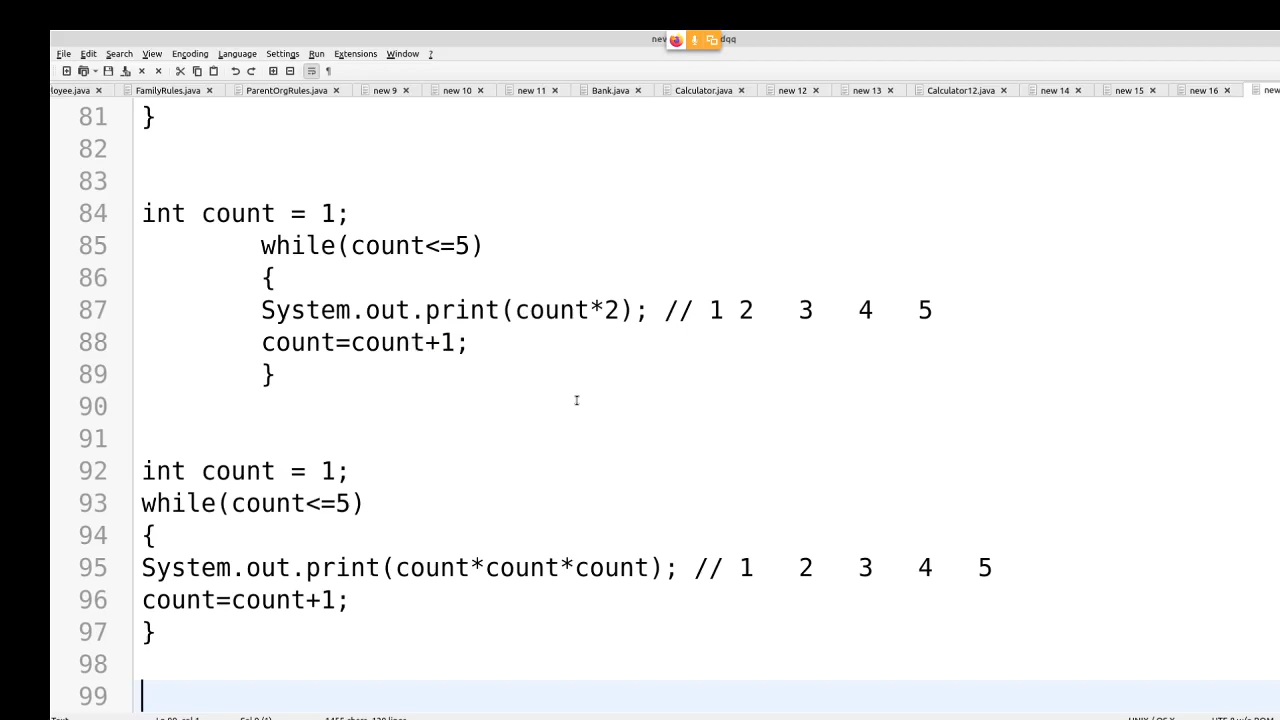 new dqq
File Edit Search View Encoding Language Settings Run Extensions Window ?
loyee.java FamilyRules.java ParentOrgRules.java new 9 new 10 new 11 Bank.java Calculator.java new 12 new 13 Calculator12.java new 14 new 15 new 16 new
81 }
82
83
84 int count = 1;
85 while(count<=5)
86 {
87 System.out.print(count*2); // 1 2 3 4 5
88 count=count+1;
89 }
90
91
92 int count = 1;
93 while(count<=5)
94 {
95 System.out.print(count*count*count); // 1 2 3 4 5
96 count=count+1;
97 }
98
99